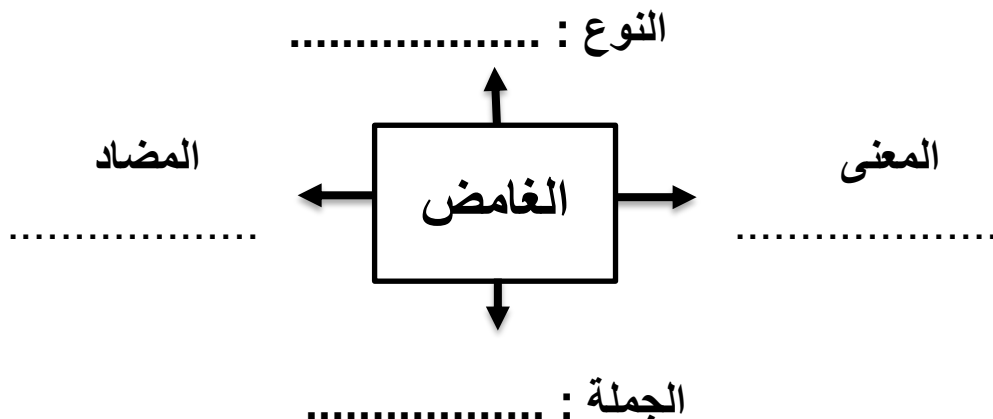 النوع : ...................
المعنى
المضاد
الغامض
...................
...................
الجملة : ..................